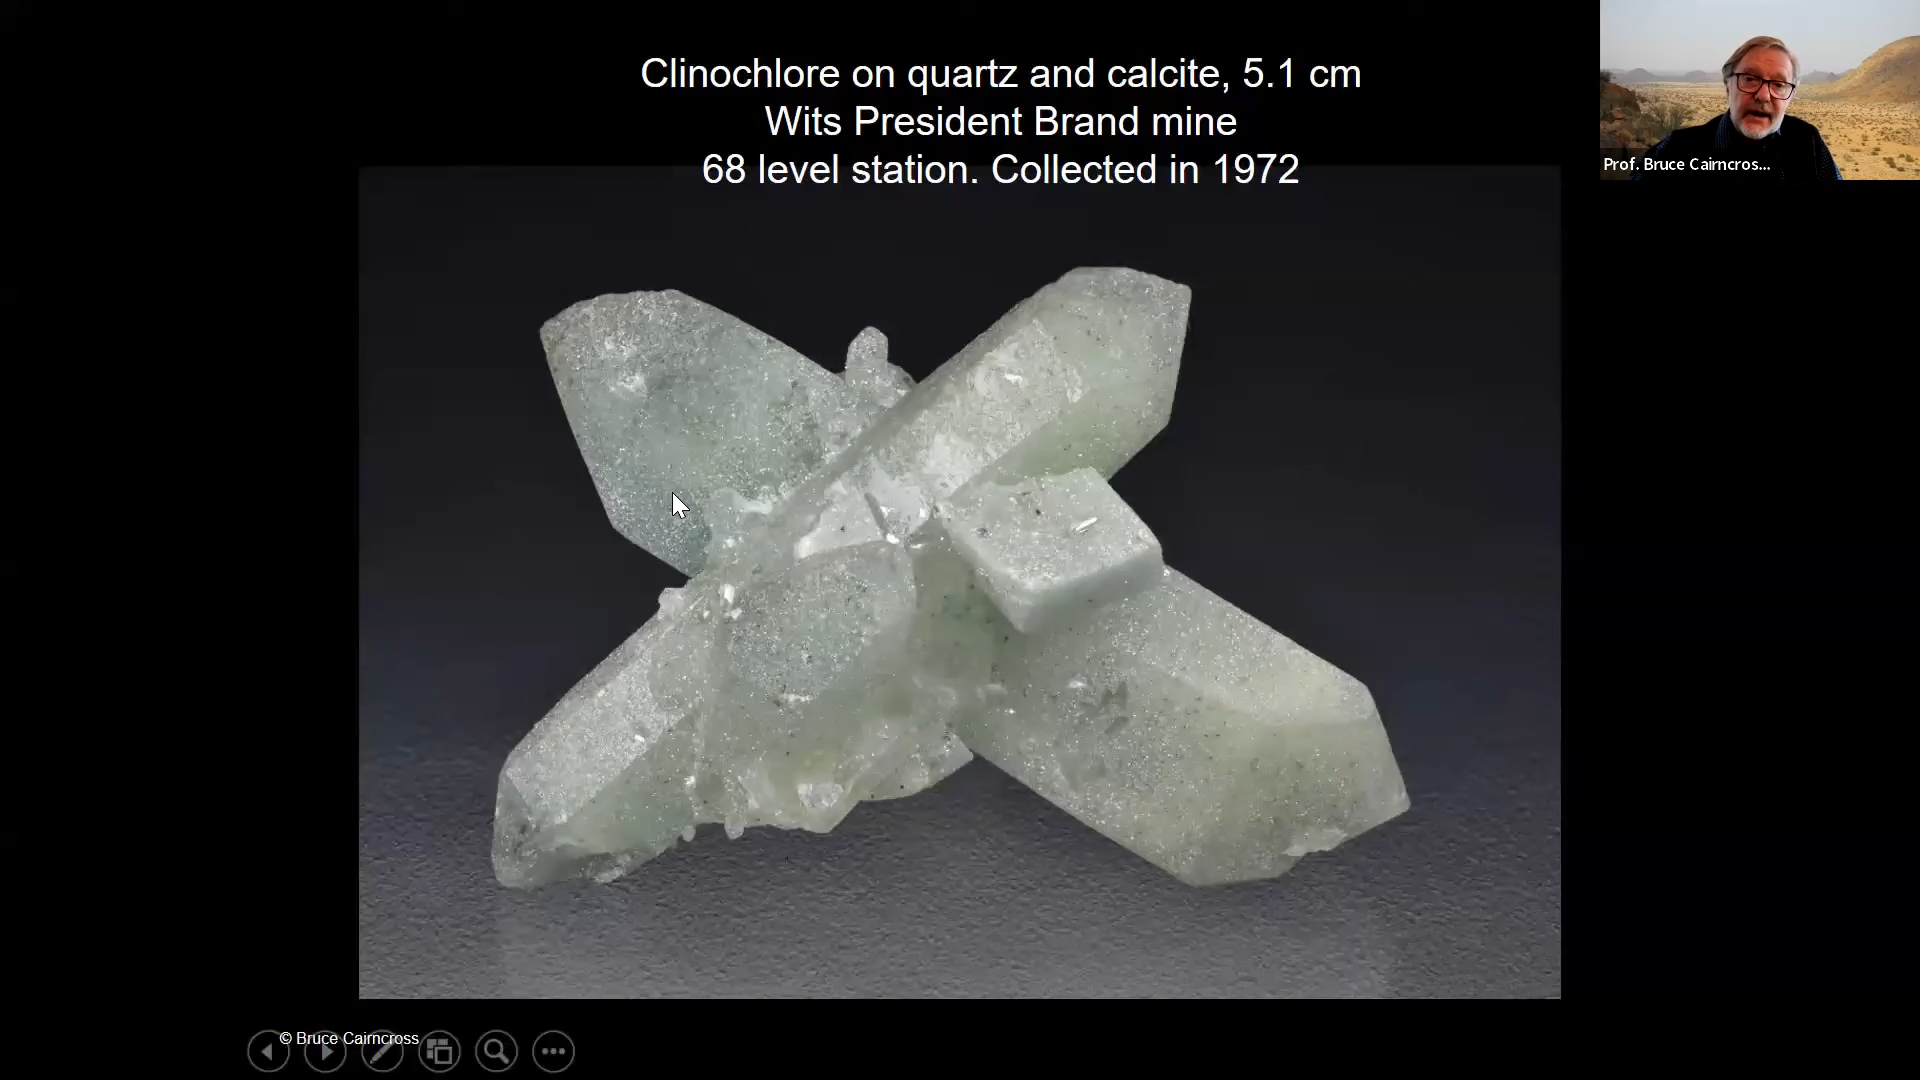 Clinochlore on quartz and calcite, 5.1 cm
Wits President Brand mine
68 level station. Collected in 1972
Prof. Bruce Cairncros...
© Bruce Cairncross